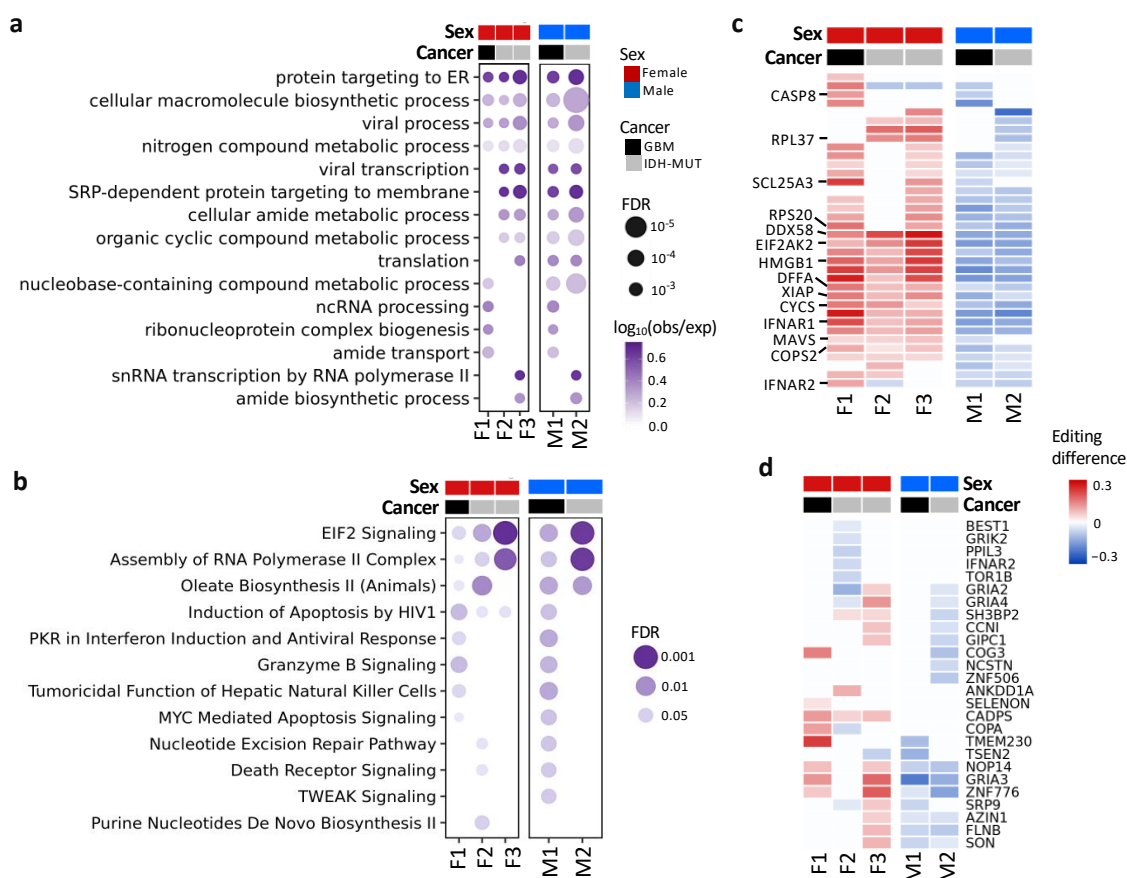 a
Sex
Cancer
protein targeting to ER
cellular macromolecule biosynthetic process
viral process
nitrogen compound metabolic process
viral transcription
SRP-dependent protein targeting to membrane
cellular amide metabolic process
organic cyclic compound metabolic process
translation
nucleobase-containing compound metabolic process
ncRNA processing
ribonucleoprotein complex biogenesis
amide transport
snRNA transcription by RNA polymerase II
amide biosynthetic process
F1
F2
F3
M1
M2
Sex
Female
Male
Cancer
GBM
IDH-MUT
FDR
10-5
10-4
10-3
log10(obs/exp)
0.6
0.4
0.2
0.0
b
Sex
Cancer
EIF2 Signaling
Assembly of RNA Polymerase II Complex
Oleate Biosynthesis II (Animals)
Induction of Apoptosis by HIV1
PKR in Interferon Induction and Antiviral Response
Granzyme B Signaling
Tumoricidal Function of Hepatic Natural Killer Cells
MYC Mediated Apoptosis Signaling
Nucleotide Excision Repair Pathway
Death Receptor Signaling
TWEAK Signaling
Purine Nucleotides De Novo Biosynthesis II
F1
F2
F3
M1
M2
FDR
0.001
0.01
0.05
c
Sex
Cancer
CASP8
RPL37
SCL25A3
RPS20
DDX58
EIF2AK2
HMGB1
DFFA
XIAP
CYCS
IFNAR1
MAVS
COPS2
IFNAR2
F1
F2
F3
M1
M2
Editing
difference
0.3
0
−0.3
d
Sex
Cancer
BEST1
GRIK2
PPIL3
IFNAR2
TOR1B
GRIA2
GRIA4
SH3BP2
CCNI
GIPC1
COG3
NCSTN
ZNF506
ANKDD1A
SELENON
CADPS
COPA
TMEM230
TSEN2
NOP14
GRIA3
ZNF776
SRP9
AZIN1
FLNB
SON
F1
F2
F3
M1
M2